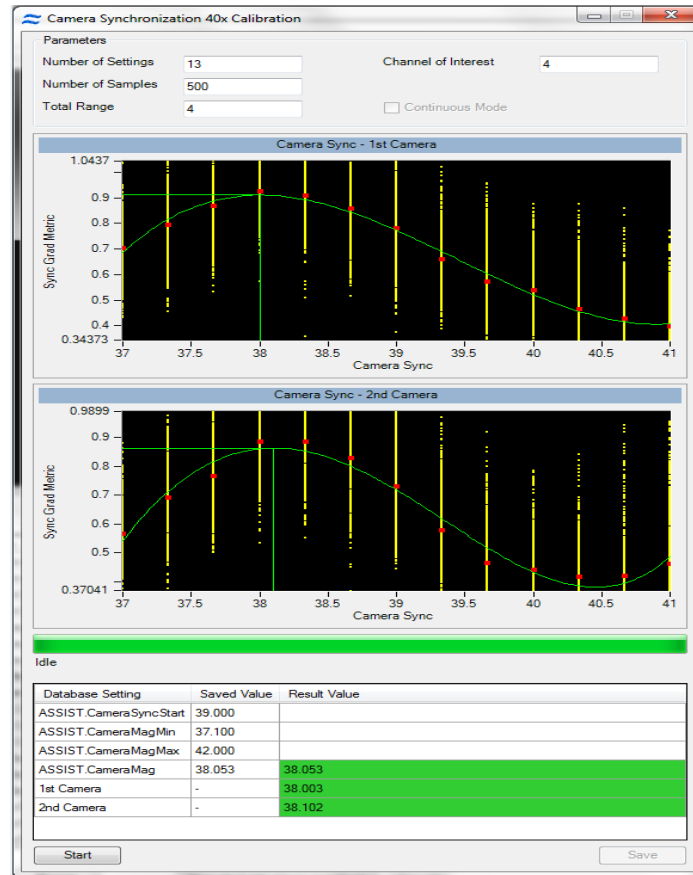 Camera Synchronization 40x Calibration
Parameters
Number of Settings 13 Channel of Interest 4
Number of Samples 500
Total Range 4 Continuous Mode
Camera Sync - 1st Camera
1.0437
0.9
0.8
0.7
0.6
0.5
0.4
0.34373
Sync Grad Metric
37 37.5 38 38.5 39 39.5 40 40.5 41
Camera Sync
Camera Sync - 2nd Camera
0.9899
0.9
0.8
0.7
0.6
0.5
0.37041
Sync Grad Metric
37 37.5 38 38.5 39 39.5 40 40.5 41
Camera Sync
Idle
Database Setting Saved Value Result Value
ASSIST.CameraSyncStart 39.000
ASSIST.CameraMagMin 37.100
ASSIST.CameraMagMax 42.000
ASSIST.CameraMag 38.053 38.053
1st Camera - 38.003
2nd Camera - 38.102
Start Save